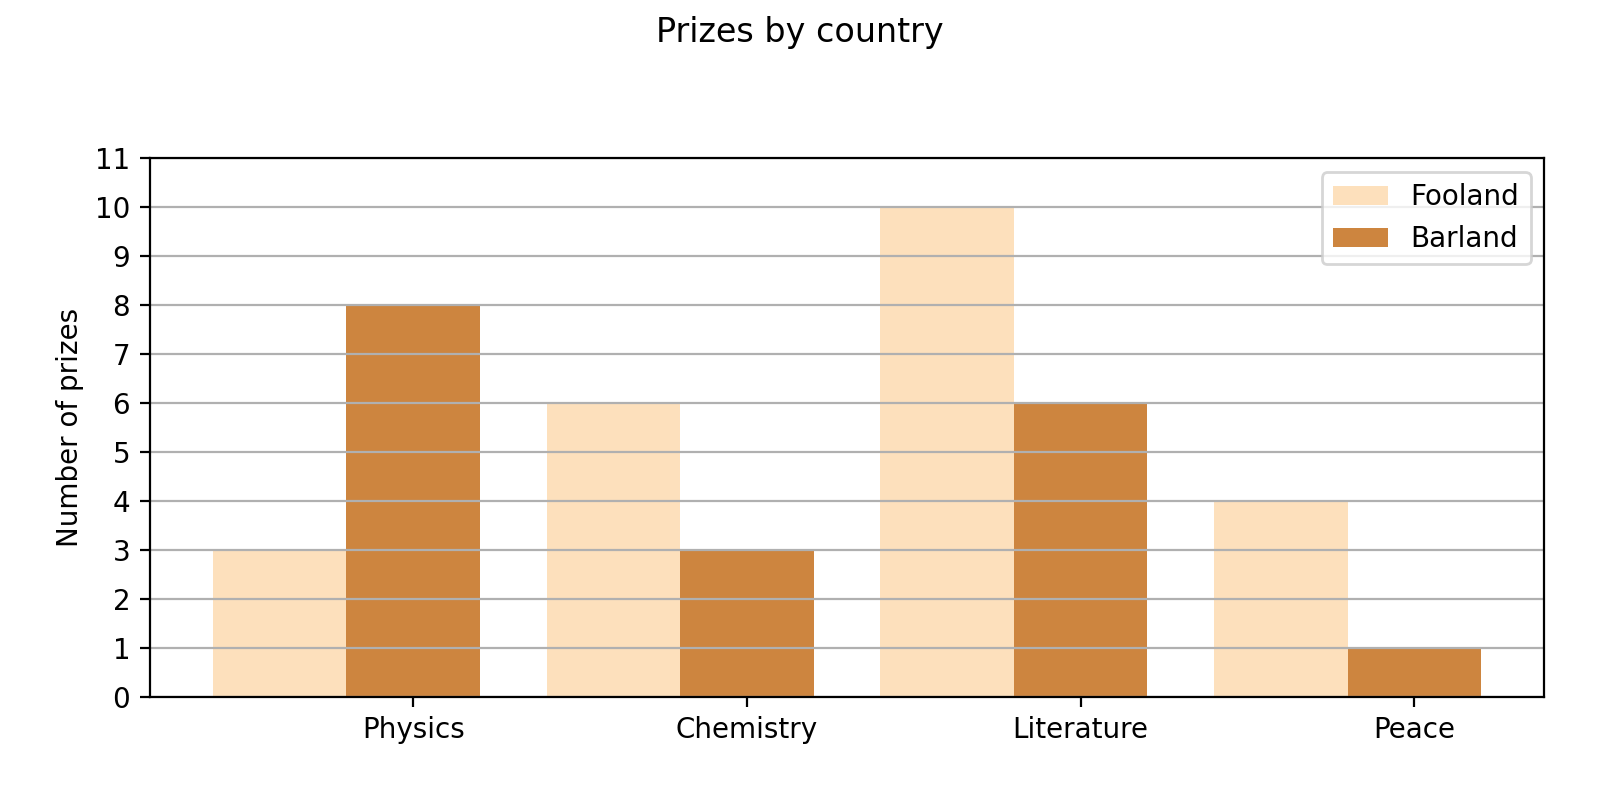 Prizes by country
Number of prizes
11
10
9
8
7
6
5
4
3
2
1
0
Fooland
Barland
Physics
Chemistry
Literature
Peace